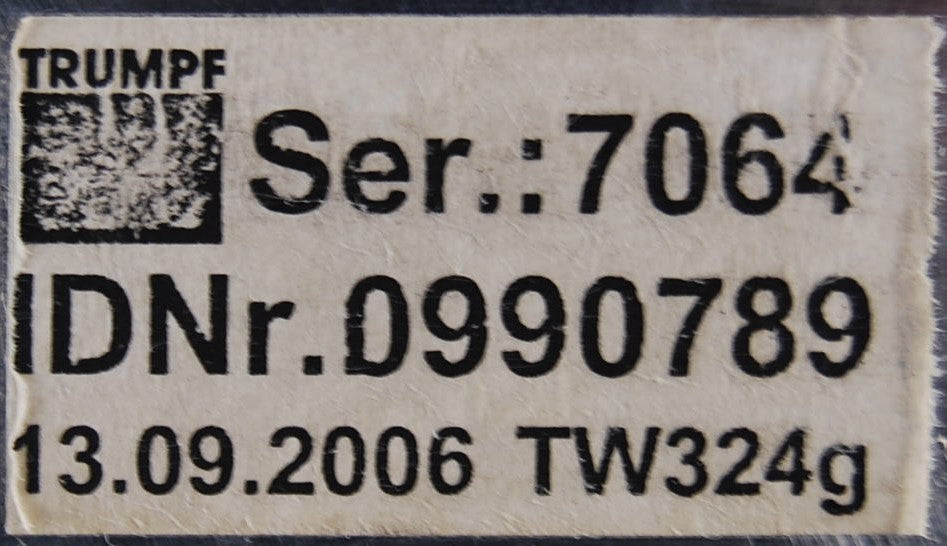 TRUMPF
Ser.:7064
IDNr.0990789
13.09.2006 TW324g